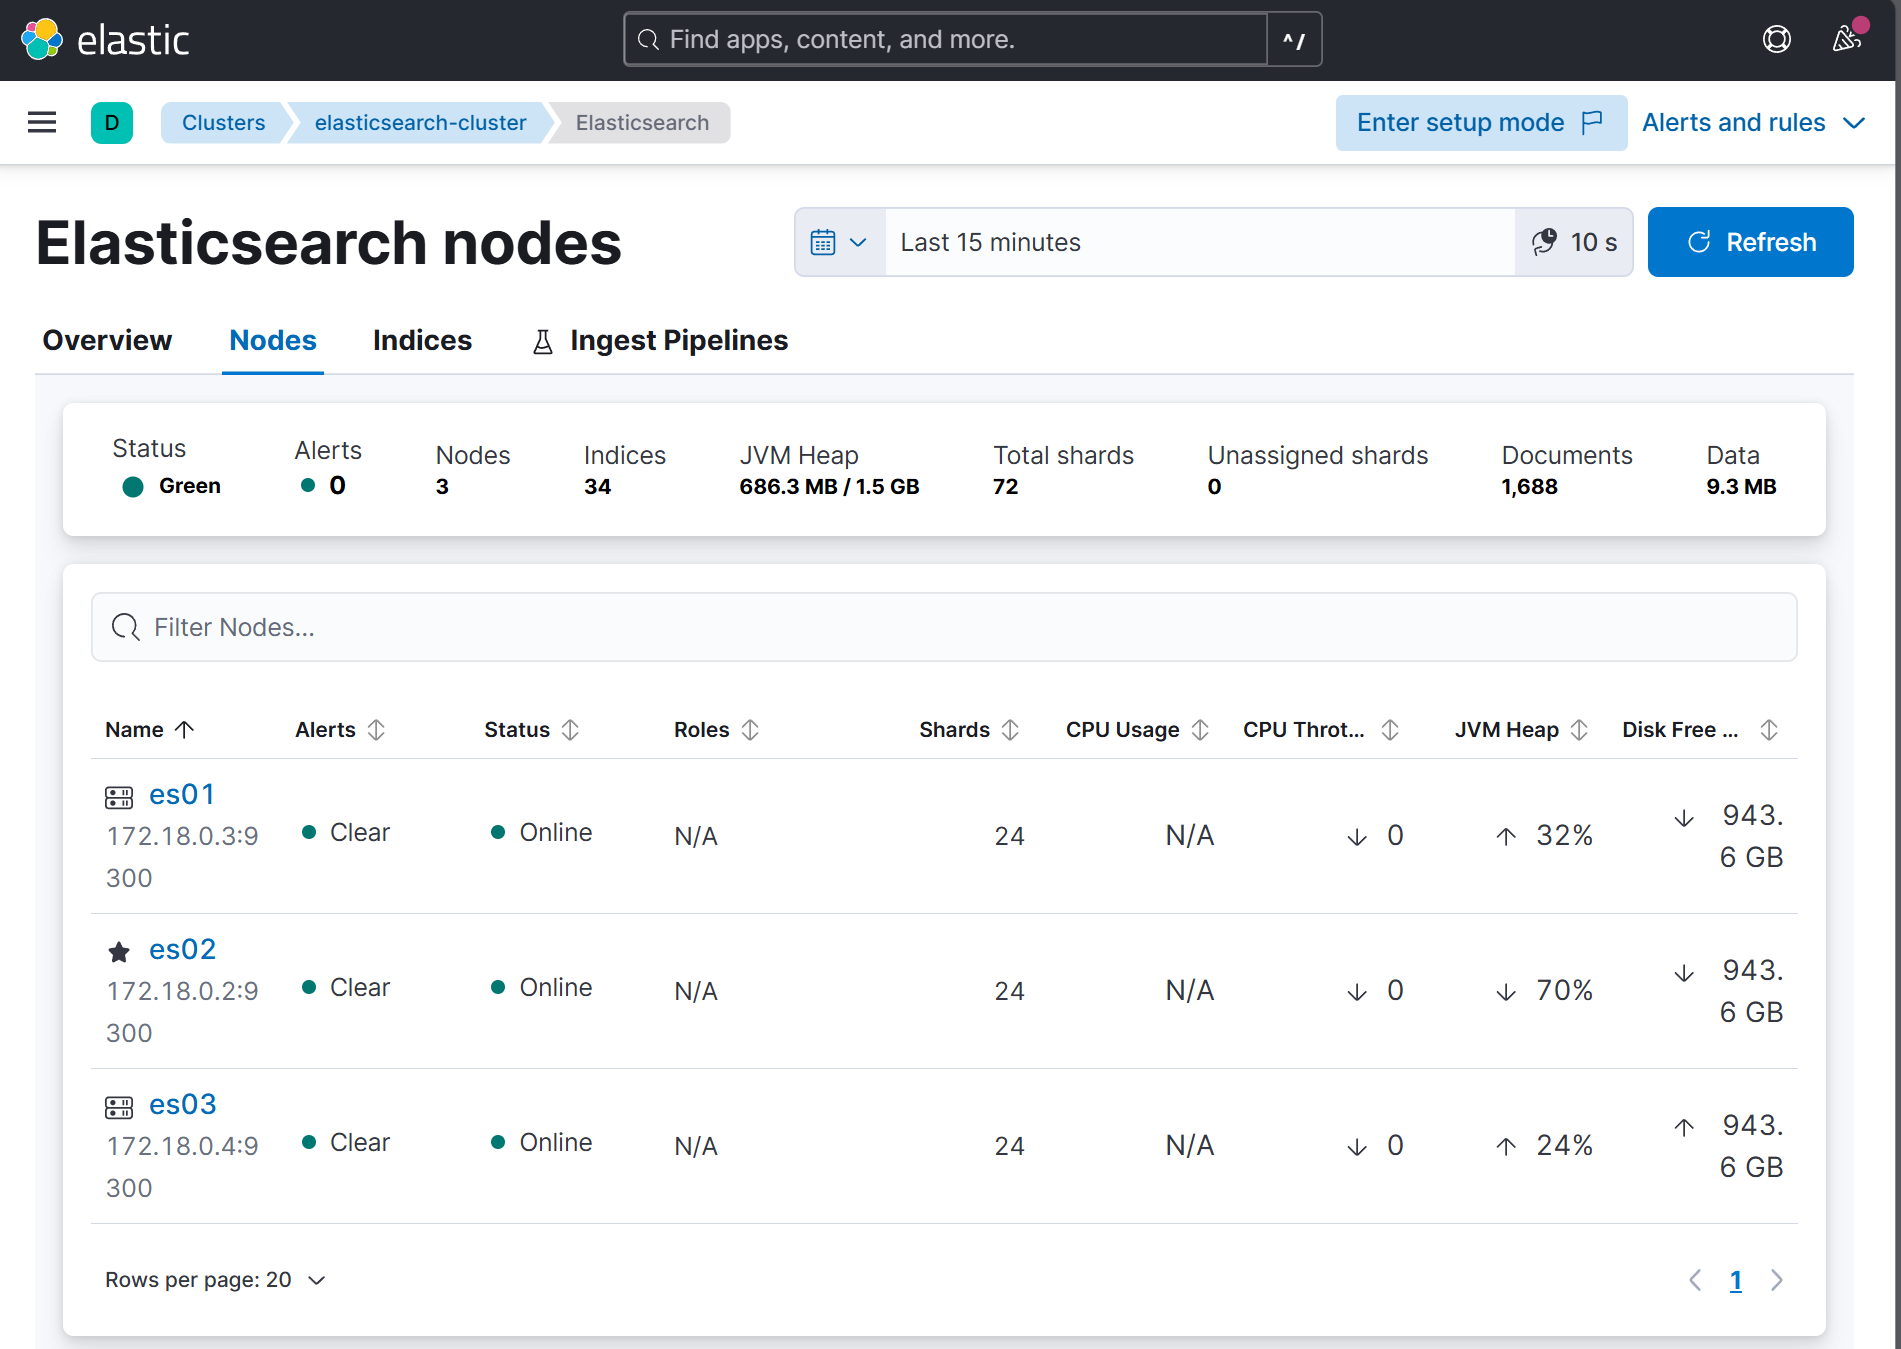 elastic
Find apps, content, and more.
^/
D
Clusters
elasticsearch-cluster
Elasticsearch
Enter setup mode
Alerts and rules
Elasticsearch nodes
Last 15 minutes
10 s
Refresh
Overview
Nodes
Indices
Ingest Pipelines
Status
Green
Alerts
0
Nodes
3
Indices
34
JVM Heap
686.3 MB / 1.5 GB
Total shards
72
Unassigned shards
0
Documents
1,688
Data
9.3 MB
Filter Nodes...
Name Alerts Status Roles Shards CPU Usage CPU Throt... JVM Heap Disk Free ...
es01
172.18.0.3:9
300
Clear
Online
N/A
24
N/A
0
32%
943.
6 GB
es02
172.18.0.2:9
300
Clear
Online
N/A
24
N/A
0
70%
943.
6 GB
es03
172.18.0.4:9
300
Clear
Online
N/A
24
N/A
0
24%
943.
6 GB
Rows per page: 20
1